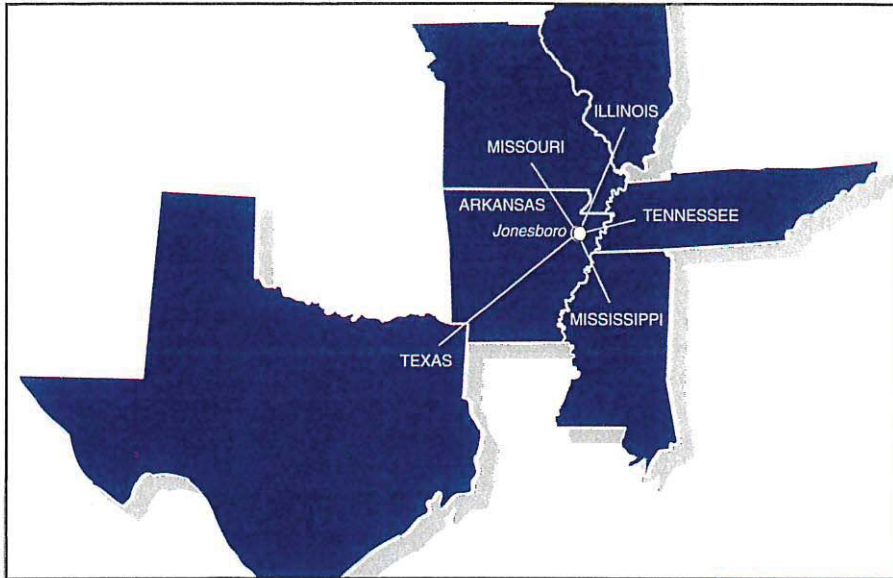 ILLINOIS
MISSOURI
ARKANSAS
TENNESSEE
Jonesboro
MISSISSIPPI
TEXAS